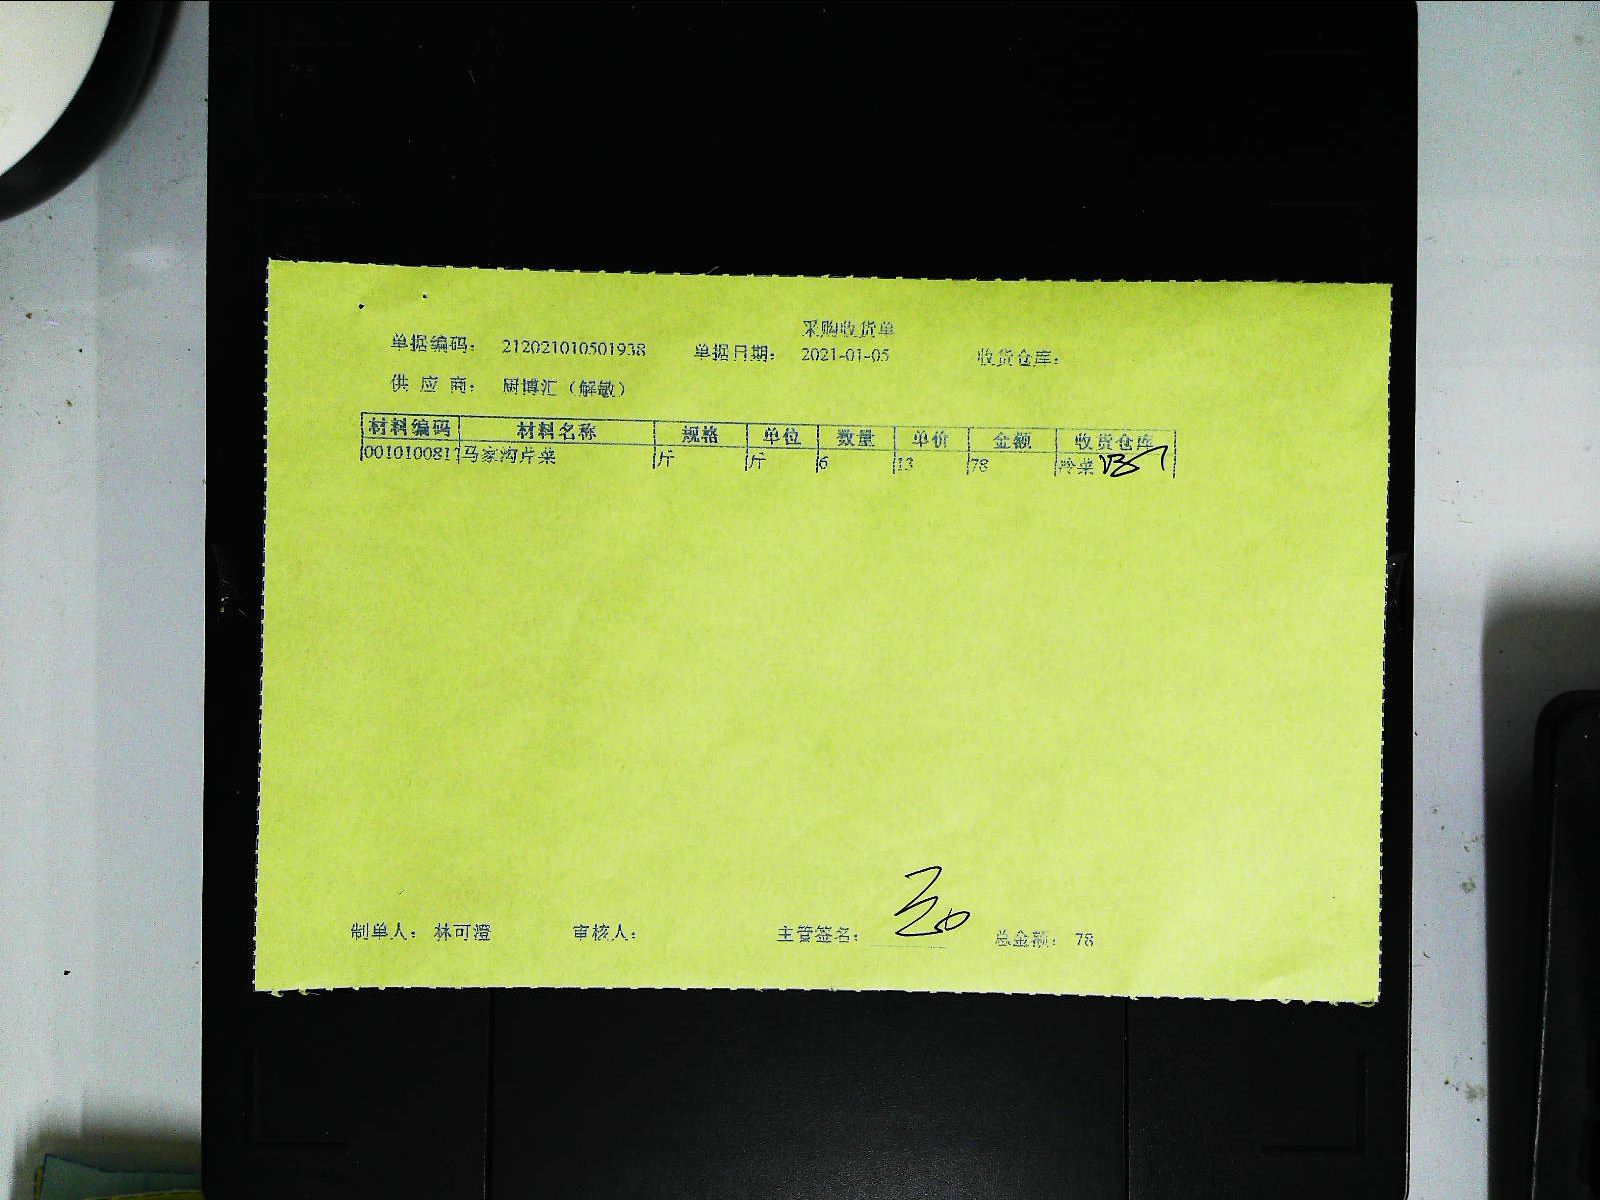 采购收货单
单据编码： 212021010501938 单据日期： 2021-01-05 收货仓库：
供 应 商： 厨博汇（解敏）
材料编码 材料名称 规格 单位 数量 单价 金额 收货仓库
0010100817 马家沟芹菜 斤 斤 6 13 78 冷菜
制单人： 林可澄 审核人： 主管签名： 总金额： 78